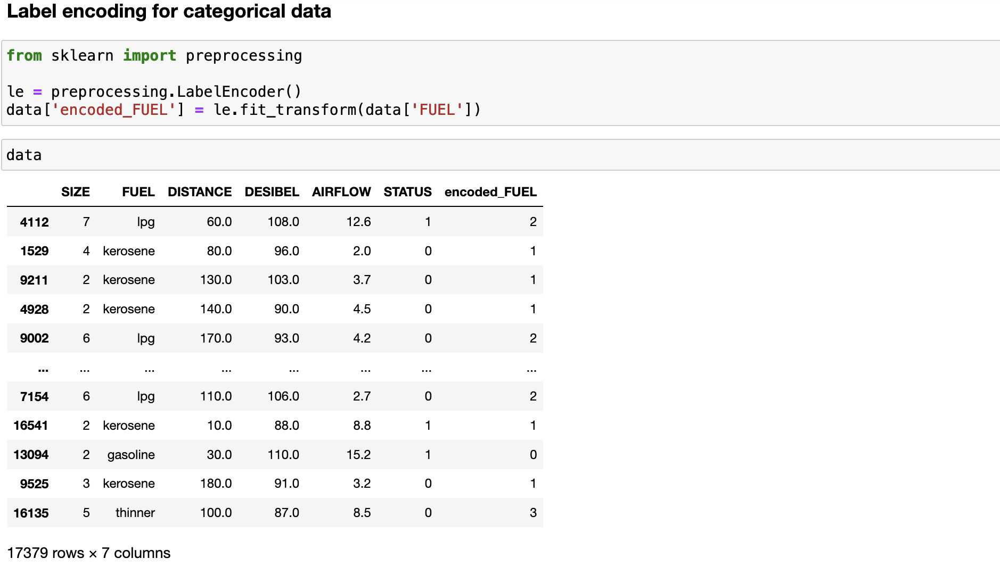 Label encoding for categorical data
from sklearn import preprocessing
le = preprocessing.LabelEncoder()
data['encoded_FUEL'] = le.fit_transform(data['FUEL'])
data
SIZE FUEL DISTANCE DESIBEL AIRFLOW STATUS encoded_FUEL
4112 7 lpg 60.0 108.0 12.6 1 2
1529 4 kerosene 80.0 96.0 2.0 0 1
9211 2 kerosene 130.0 103.0 3.7 0 1
4928 2 kerosene 140.0 90.0 4.5 0 1
9002 6 lpg 170.0 93.0 4.2 0 2
... ... ... ... ... ... ... ...
7154 6 lpg 110.0 106.0 2.7 0 2
16541 2 kerosene 10.0 88.0 8.8 1 1
13094 2 gasoline 30.0 110.0 15.2 1 0
9525 3 kerosene 180.0 91.0 3.2 0 1
16135 5 thinner 100.0 87.0 8.5 0 3
17379 rows × 7 columns